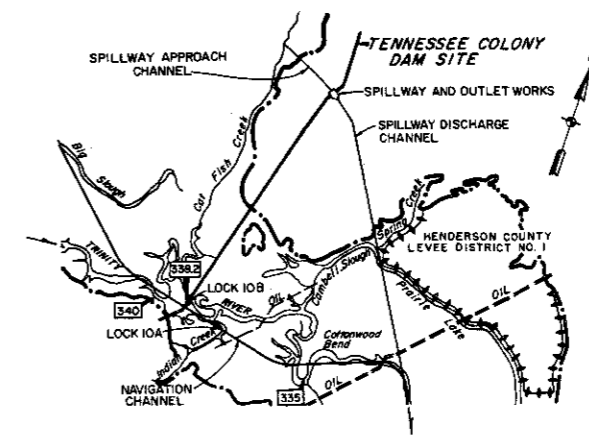 TENNESSEE COLONY
DAM SITE
SPILLWAY APPROACH
CHANNEL
SPILLWAY AND OUTLET WORKS
SPILLWAY DISCHARGE
CHANNEL
Big
Slough
Cat Fish Creek
Spring Creek
HENDERSON COUNTY
LEVEE DISTRICT NO. 1
TRINITY
338.2
LOCK 10B
RIVER
OIL
Cambell Slough
Prairie
Lake
OIL
340
LOCK 10A
Indian
Creek
Cottonwood
Bend
NAVIGATION
CHANNEL
335
OIL